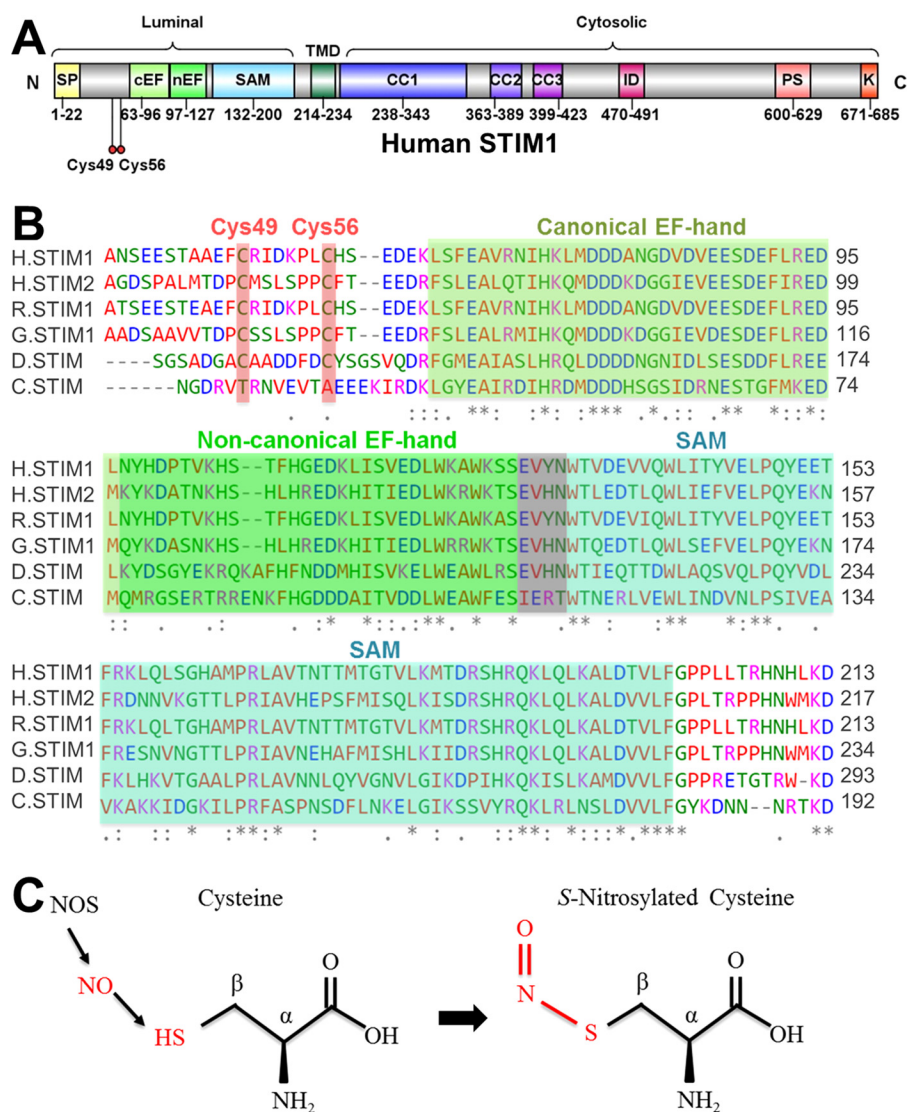 A
Luminal
TMD
Cytosolic
N SP cEF nEF SAM CC1 CC2 CC3 ID PS K C
1-22 63-96 97-127 132-200 214-234 238-343 363-389 399-423 470-491 600-629 671-685
Cys49 Cys56
Human STIM1
B
Cys49 Cys56 Canonical EF-hand
H.STIM1 ANSEESTAAEFCRIDKPLCHS--EDEKLSFEAVRNIHKLMDDDANGDVDVEESDEFLRED 95
H.STIM2 AGDSPALMTDPCMSLSPPCFT--EEDRFSLEALQTIHKQMDDDKDGGIEVEESDEFIRED 99
R.STIM1 ATSEESTEAEFCRIDKPLCHS--EDEKLSFEAVRNIHKLMDDDANGDVDVEESDEFLRED 95
G.STIM1 AADSAAVVTDPCSSLSPPCFT--EEDRFSLEALRMIHKQMDDDKDGGIEVDESDEFIRED 116
D.STIM ----SGSADGACAADDFDCYSGSVQDRFGMEAIASLHRQLDDDDNGNIDLSESDDFLREE 174
C.STIM ------NGDRVTRNVEVTAEEEKIRDKLGYEAIRDIHRDMDDDHSGSIDRNESTGFMKED 74
. . ::: . **: :*: :*** .*.:. ** *:::*:
Non-canonical EF-hand SAM
H.STIM1 LNYHDPTVKHS--TFHGEDKLISVEDLWKAWKSSEVYNWTVDEVVQWLITYVELPQYEET 153
H.STIM2 MKYKDATNKHS--HLHREDKHITIEDLWKRWKTSEVHNWTLEDTLQWLIEFVELPQYEKN 157
R.STIM1 LNYHDPTVKHS--TFHGEDKLISVEDLWKAWKASEVYNWTVDEVIQWLITYVELPQYEET 153
G.STIM1 MQYKDASNKHS--HLHREDKHITIEDLWRRWKTSEVHNWTQEDTLQWLSEFVELPQYEKN 174
D.STIM LKYDSGYEKRQKAFHFNDDMHISVKELWEAWLRSEVHNWTIEQTTDWLAQSVQLPQYVDL 234
C.STIM MQMRGSERTRRENKFHGDDDAITVDDLWEAWFESIERTWTNERLVEWLINDVNLPSIVEA 134
:: . .: :* *::.:**. * * .** : :** *:**. .
SAM
H.STIM1 FRKLQLSGHAMPRLAVTNTTMTGTVLKMTDRSHRQKLQLKALDTVLFGPPLLTRHNHLKD 213
H.STIM2 FRDNNVKGTTLPRIAVHEPSFMISQLKISDRSHRQKLQLKALDVVLFGPLTRPPHNWMKD 217
R.STIM1 FRKLQLTGHAMPRLAVTNTTMTGTVLKMTDRSHRQKLQLKALDTVLFGPPLLTRHNHLKD 213
G.STIM1 FRESNVNGTTLPRIAVNEHAFMISHLKIIDRSHRQKLQLKALDVVLFGPLTRPPHNWMKD 234
D.STIM FKLHKVTGAALPRLAVNNLQYVGNVLGIKDPIHKQKISLKAMDVVLFGPPRETGTRW-KD 293
C.STIM VKAKKIDGKILPRFASPNSDFLNKELGIKSSVYRQKLRLNSLDVVLFGYKDNN--NRTKD 192
.: :: * :**:* : . * : . ::**: *:::*.**** . **
C
NOS Cysteine S-Nitrosylated Cysteine
O
NO N β O β O
HS α OH S α OH
NH2 NH2